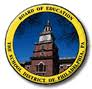 BOARD OF EDUCATION
THE SCHOOL DISTRICT OF PHILADELPHIA, PA